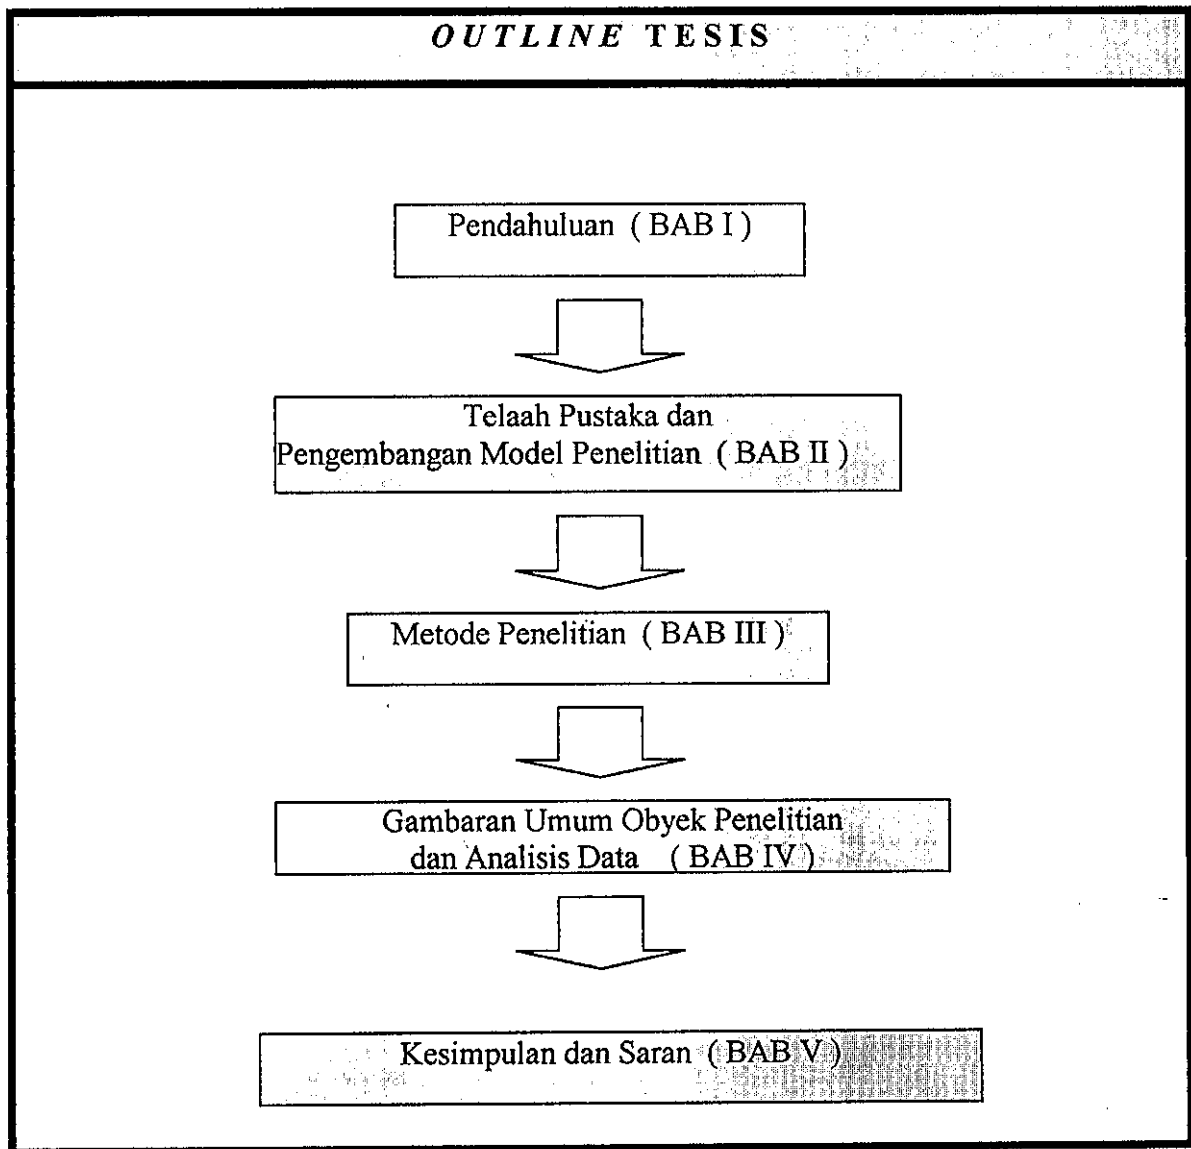 OUTLINE TESIS
Pendahuluan ( BAB I )
Telaah Pustaka dan
Pengembangan Model Penelitian ( BAB II )
Metode Penelitian ( BAB III )
Gambaran Umum Obyek Penelitian
dan Analisis Data ( BAB IV )
Kesimpulan dan Saran ( BAB V )